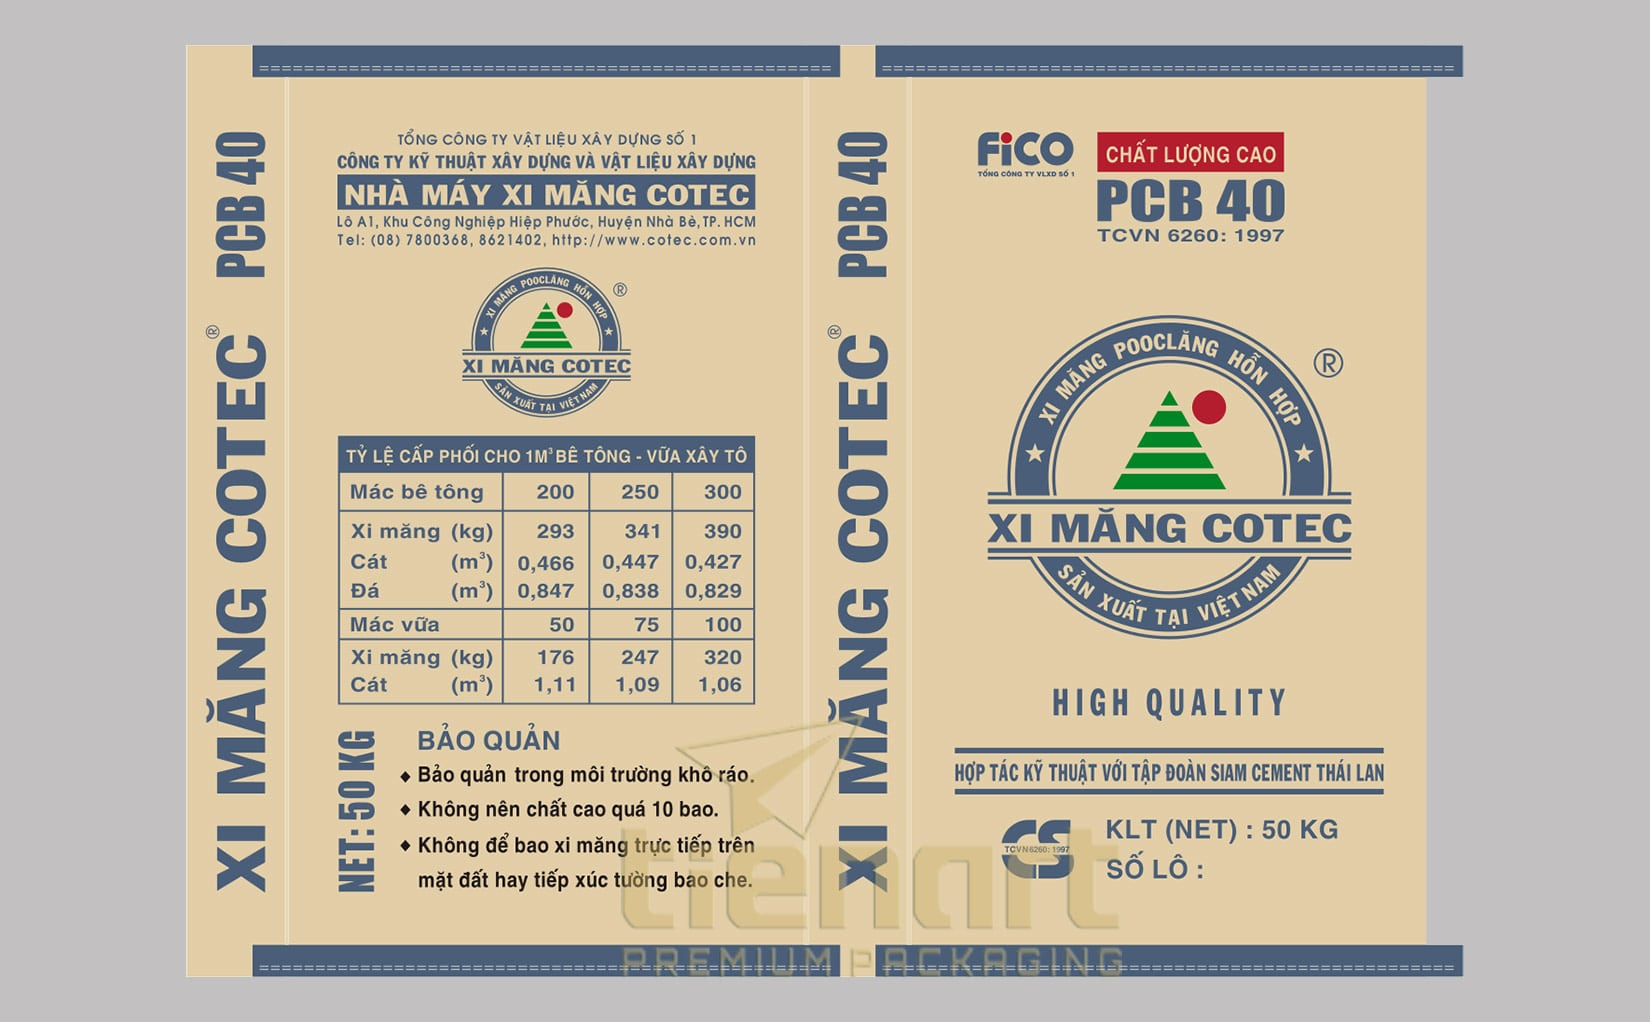 XI MĂNG COTEC® PCB 40
TỔNG CÔNG TY VẬT LIỆU XÂY DỰNG SỐ 1
CÔNG TY KỸ THUẬT XÂY DỰNG VÀ VẬT LIỆU XÂY DỰNG
NHÀ MÁY XI MĂNG COTEC
Lô A1, Khu Công Nghiệp Hiệp Phước, Huyện Nhà Bè, TP. HCM
Tel: (08) 7800368, 8621402, http://www.cotec.com.vn
XI MĂNG POOCLĂNG HỖN HỢP
®
XI MĂNG COTEC
SẢN XUẤT TẠI VIỆT NAM
TỶ LỆ CẤP PHỐI CHO 1M³ BÊ TÔNG - VỮA XÂY TÔ
Mác bê tông 200 250 300
Xi măng (kg) 293 341 390
Cát (m³) 0,466 0,447 0,427
Đá (m³) 0,847 0,838 0,829
Mác vữa 50 75 100
Xi măng (kg) 176 247 320
Cát (m³) 1,11 1,09 1,06
NET: 50 KG
BẢO QUẢN
Bảo quản trong môi trường khô ráo.
Không nên chất cao quá 10 bao.
Không để bao xi măng trực tiếp trên
mặt đất hay tiếp xúc tường bao che.
XI MĂNG COTEC® PCB 40
FiCO
TỔNG CÔNG TY VLXD SỐ 1
CHẤT LƯỢNG CAO
PCB 40
TCVN 6260: 1997
XI MĂNG POOCLĂNG HỖN HỢP
®
XI MĂNG COTEC
SẢN XUẤT TẠI VIỆT NAM
HIGH QUALITY
HỢP TÁC KỸ THUẬT VỚI TẬP ĐOÀN SIAM CEMENT THÁI LAN
CS
TCVN 6260: 1997
KLT (NET) : 50 KG
SỐ LÔ :
tienart
PREMIUM PACKAGING